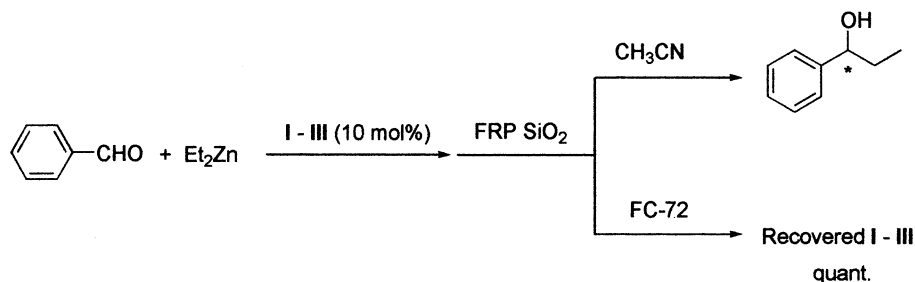 OH
CH₃CN
*
CHO + Et₂Zn
I - III (10 mol%)
FRP SiO₂
FC-72
Recovered I - III
quant.